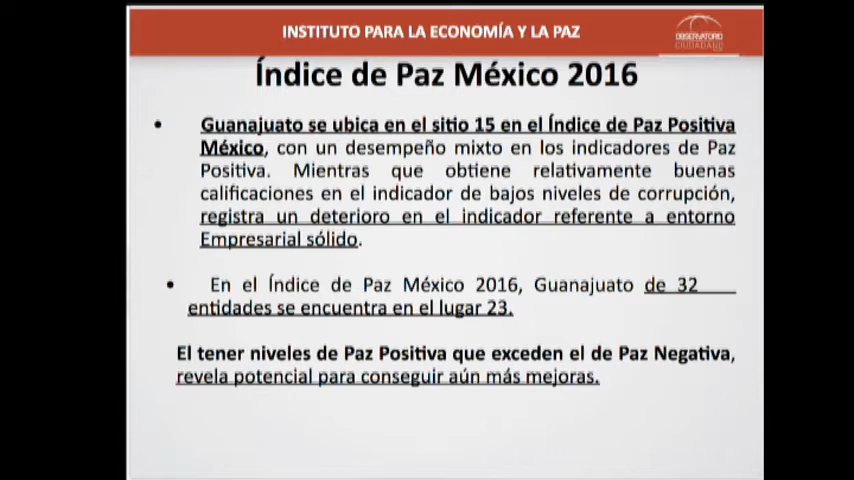 INSTITUTO PARA LA ECONOMÍA Y LA PAZ
OBSERVATORIO
CIUDADANO
Índice de Paz México 2016
• Guanajuato se ubica en el sitio 15 en el Índice de Paz Positiva
México, con un desempeño mixto en los indicadores de Paz
Positiva. Mientras que obtiene relativamente buenas
calificaciones en el indicador de bajos niveles de corrupción,
registra un deterioro en el indicador referente a entorno
Empresarial sólido.
• En el Índice de Paz México 2016, Guanajuato de 32
entidades se encuentra en el lugar 23.
El tener niveles de Paz Positiva que exceden el de Paz Negativa,
revela potencial para conseguir aún más mejoras.